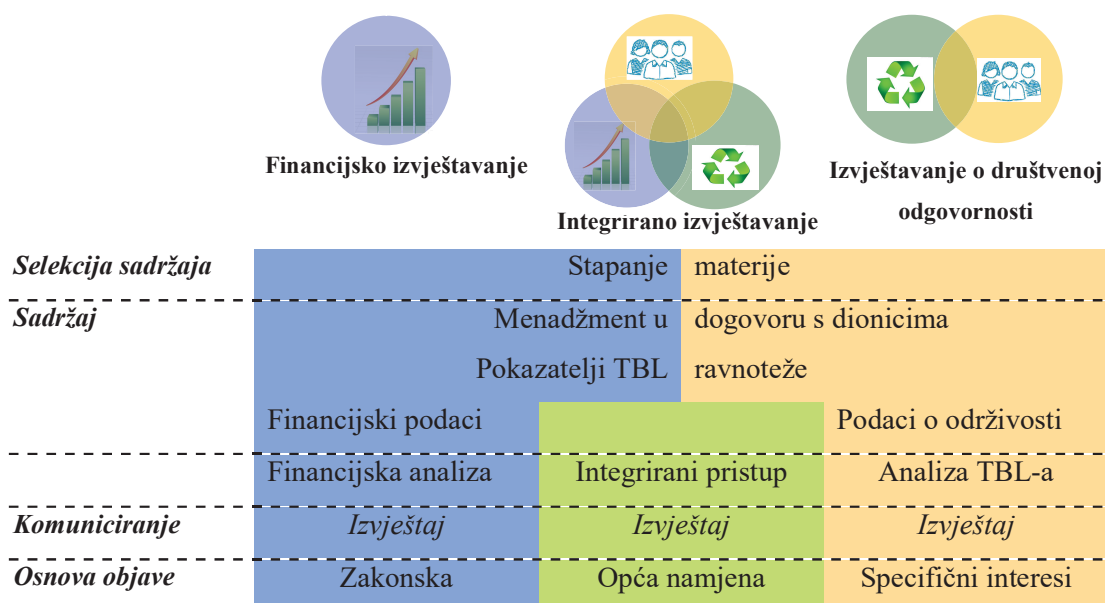 Financijsko izvještavanje
Integrirano izvještavanje
Izvještavanje o društvenoj
odgovornosti
Selekcija sadržaja Stapanje materije
Sadržaj Menadžment u dogovoru s dionicima
Pokazatelji TBL ravnoteže
Financijski podaci Podaci o održivosti
Financijska analiza Integrirani pristup Analiza TBL-a
Komuniciranje Izvještaj Izvještaj Izvještaj
Osnova objave Zakonska Opća namjena Specifični interesi